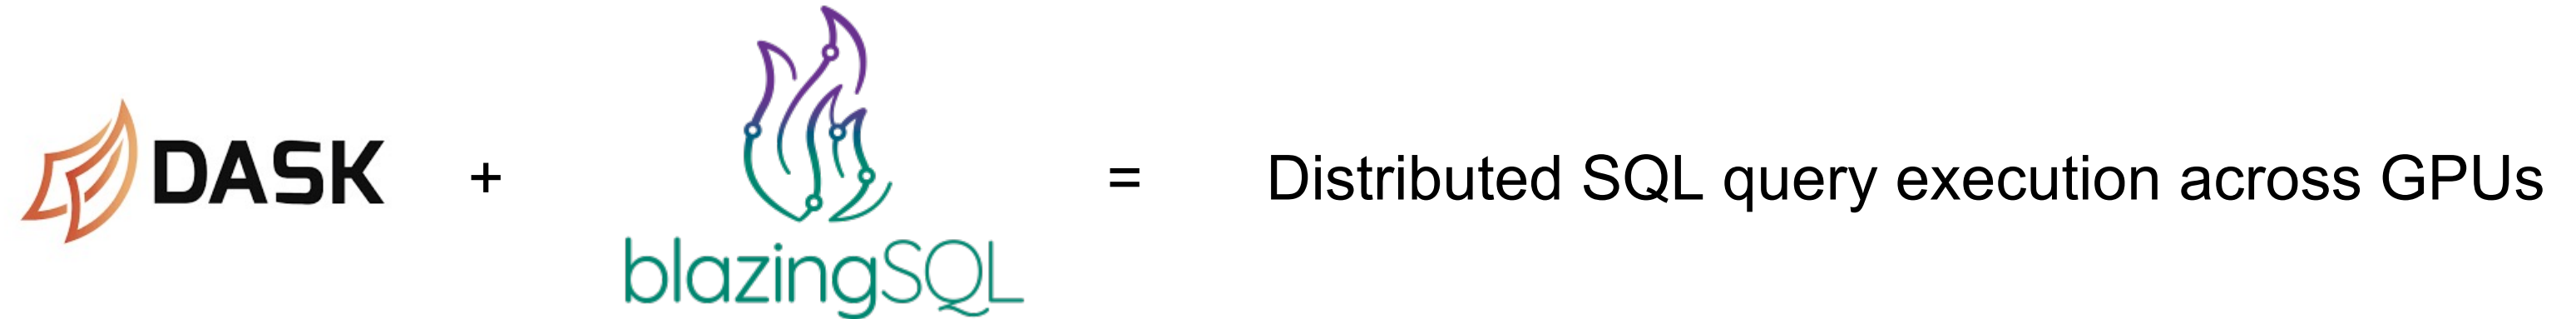 DASK + = Distributed SQL query execution across GPUs
blazingSQL